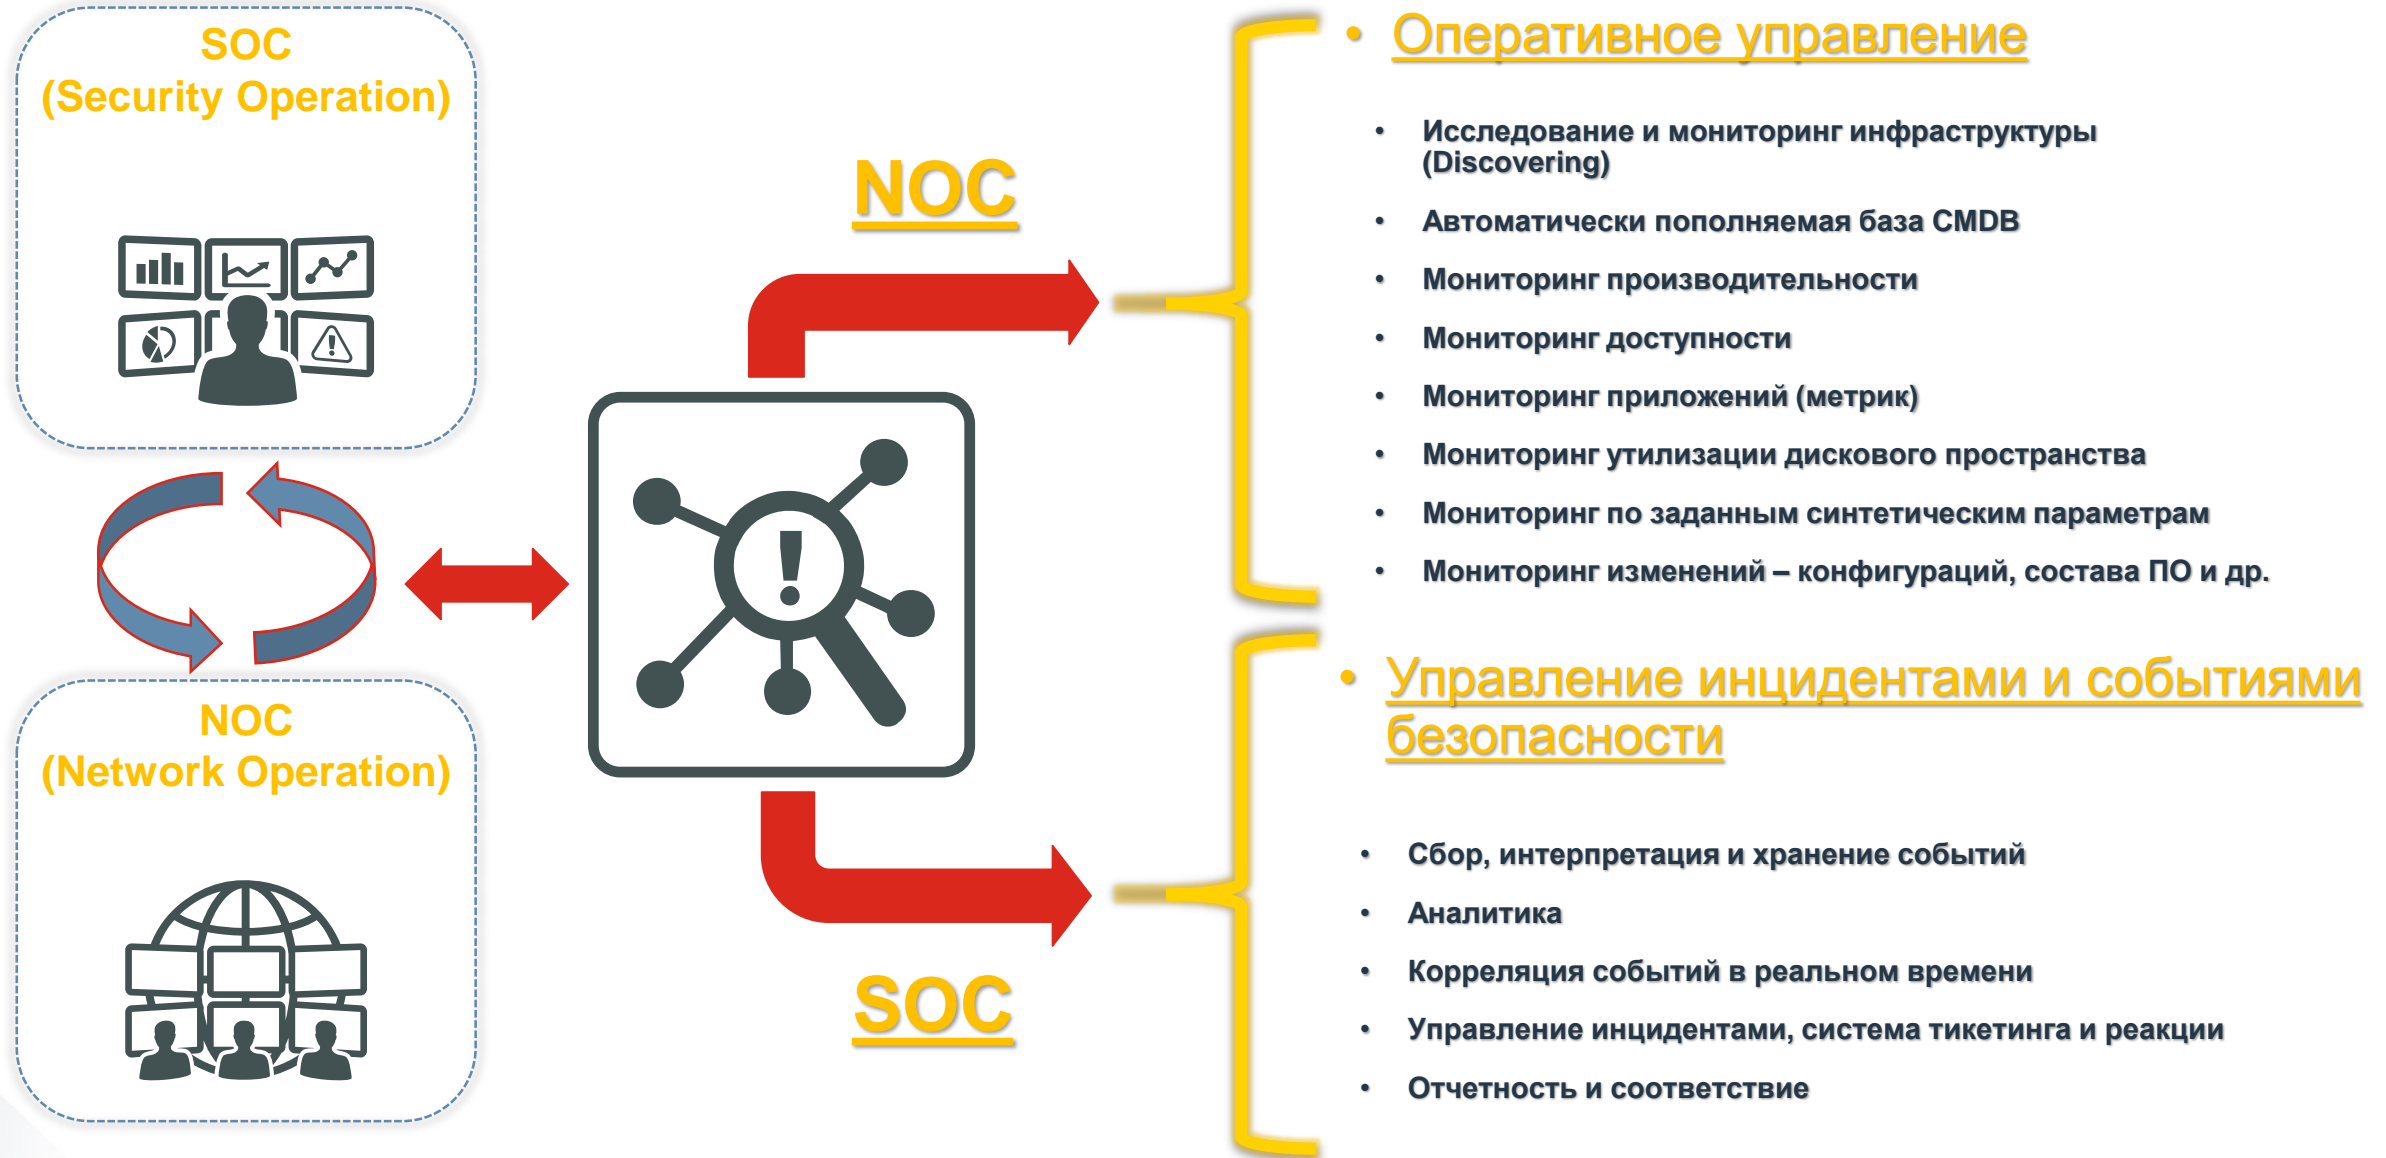 SOC
(Security Operation)
NOC
(Network Operation)
NOC
SOC
• Оперативное управление
• Исследование и мониторинг инфраструктуры
(Discovering)
• Автоматически пополняемая база CMDB
• Мониторинг производительности
• Мониторинг доступности
• Мониторинг приложений (метрик)
• Мониторинг утилизации дискового пространства
• Мониторинг по заданным синтетическим параметрам
• Мониторинг изменений – конфигураций, состава ПО и др.
• Управление инцидентами и событиями
безопасности
• Сбор, интерпретация и хранение событий
• Аналитика
• Корреляция событий в реальном времени
• Управление инцидентами, система тикетинга и реакции
• Отчетность и соответствие